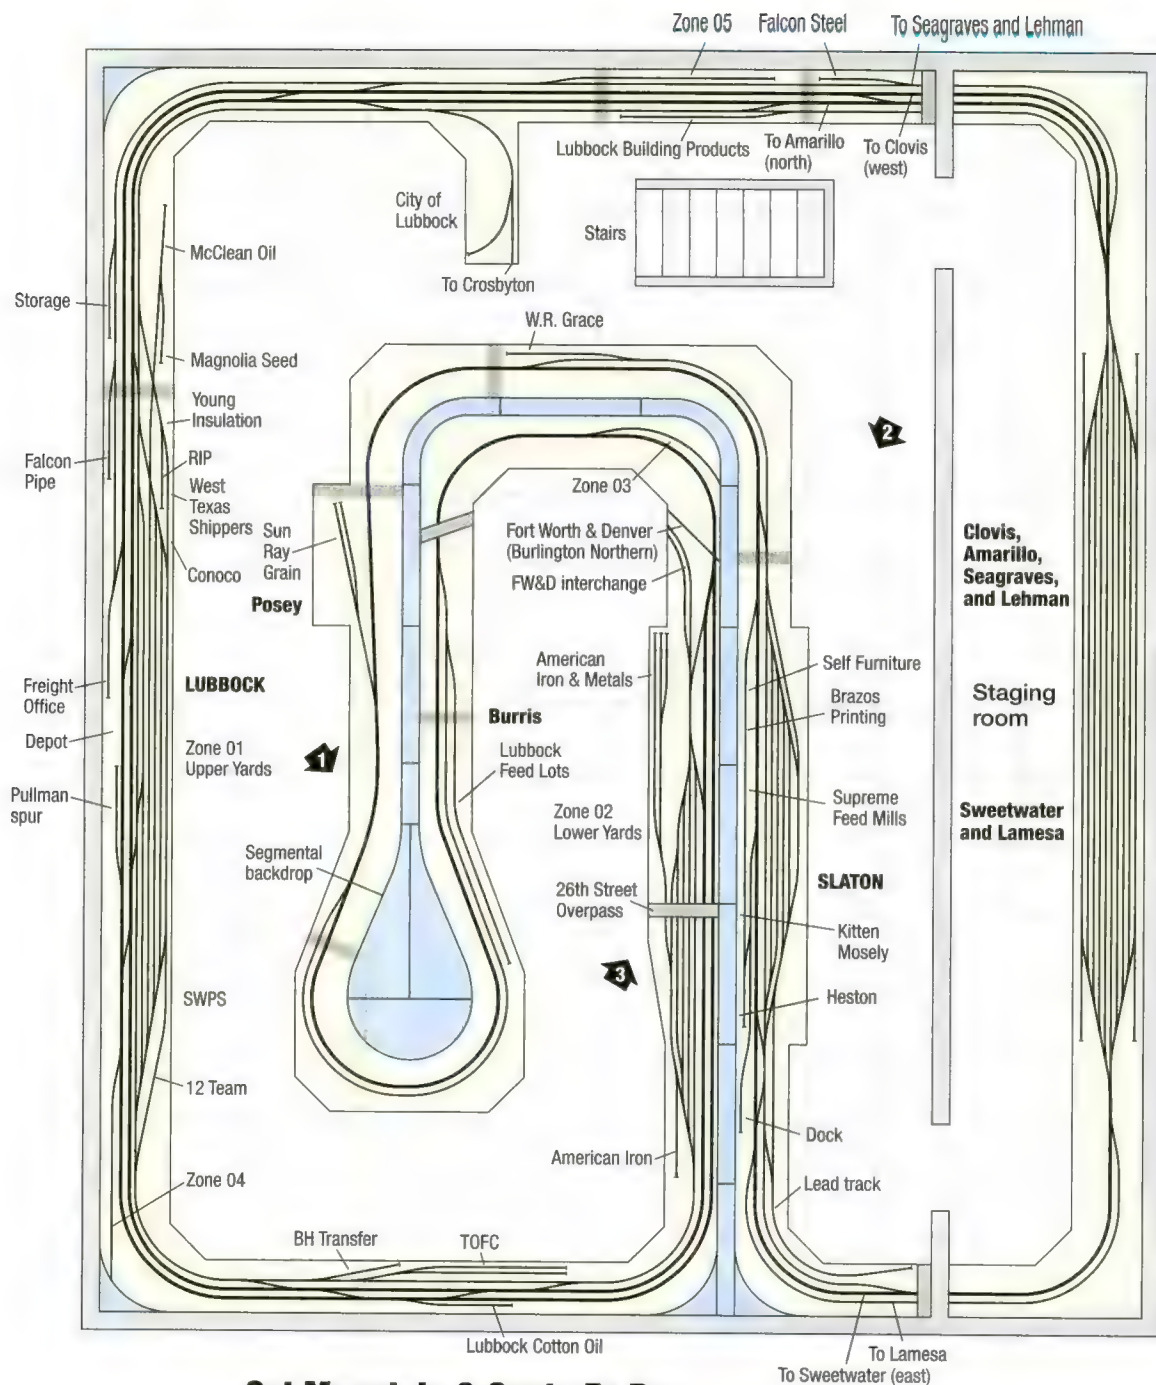 Zone 05
Falcon Steel
To Seagraves and Lehman
Lubbock Building Products
To Amarillo
(north)
To Clovis
(west)
City of
Lubbock
Stairs
To Crosbyton
McClean Oil
Storage
W.R. Grace
Magnolia Seed
Young
Insulation
2
Falcon
Pipe
RIP
West
Texas
Shippers
Zone 03
Sun
Ray
Grain
Fort Worth & Denver
(Burlington Northern)
Clovis,
Amarillo,
Seagraves,
and Lehman
Conoco
FW&D interchange
Posey
American
Iron & Metals
Self Furniture
Freight
Office
LUBBOCK
Brazos
Printing
Staging
room
Burris
Depot
Zone 01
Upper Yards
1
Lubbock
Feed Lots
Pullman
spur
Zone 02
Lower Yards
Supreme
Feed Mills
Sweetwater
and Lamesa
Segmental
backdrop
26th Street
Overpass
SLATON
Kitten
Mosely
3
SWPS
Heston
12 Team
Dock
American Iron
Zone 04
Lead track
BH Transfer
TOFC
Lubbock Cotton Oil
To Lamesa
To Sweetwater (east)